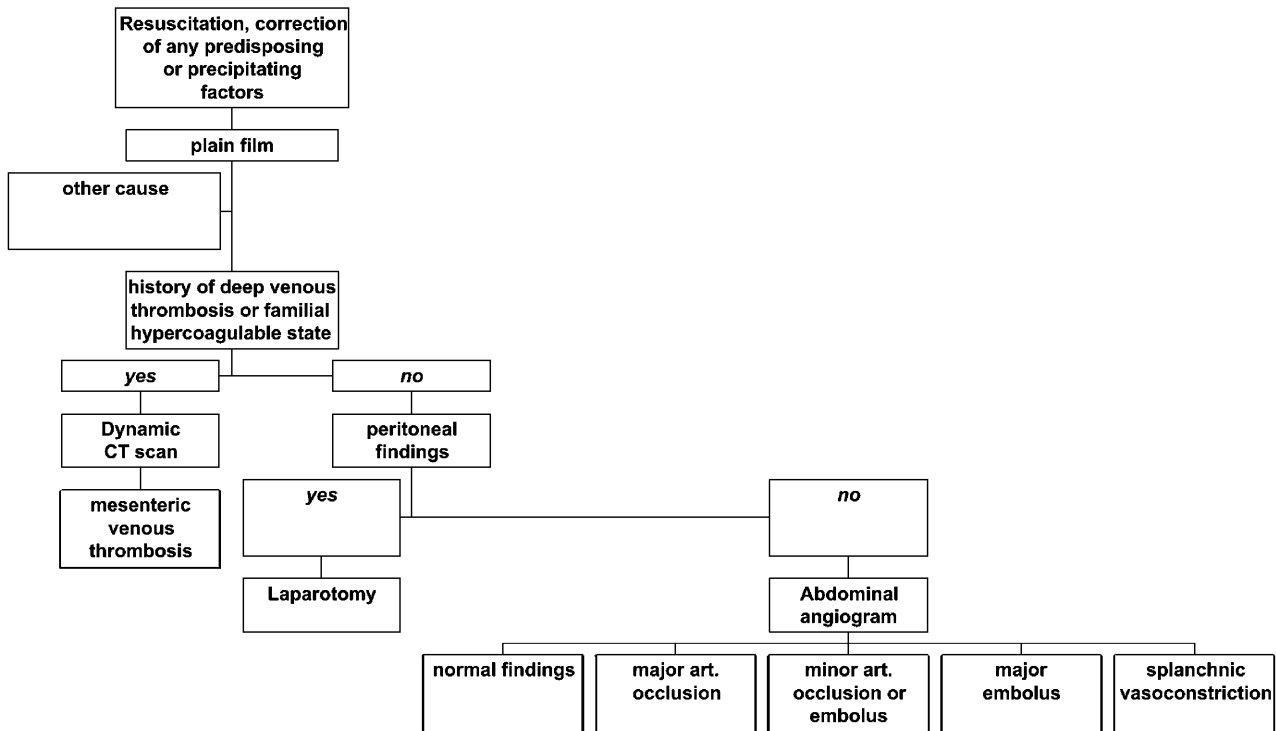 Resuscitation, correction
of any predisposing
or precipitating
factors
plain film
other cause
history of deep venous
thrombosis or familial
hypercoagulable state
yes
no
Dynamic
CT scan
peritoneal
findings
mesenteric
venous
thrombosis
yes
no
Laparotomy
Abdominal
angiogram
normal findings
major art.
occlusion
minor art.
occlusion or
embolus
major
embolus
splanchnic
vasoconstriction